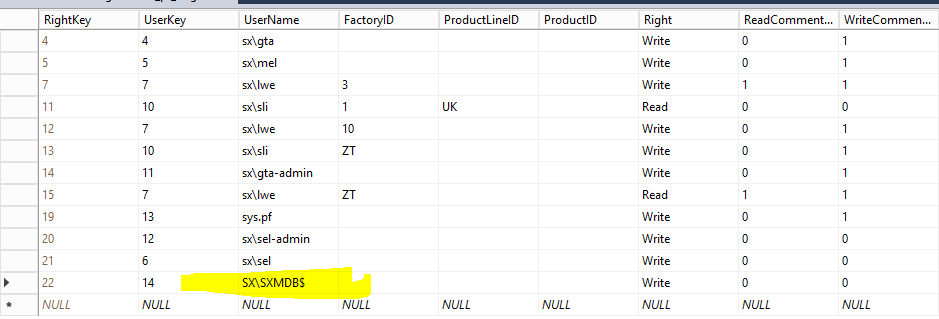 RightKey UserKey UserName FactoryID ProductLineID ProductID Right ReadComment... WriteCommen...
4 4 sx\gta Write 0 1
5 5 sx\mel Write 0 1
7 7 sx\lwe 3 Write 1 1
11 10 sx\sli 1 UK Read 0 0
12 7 sx\lwe 10 Write 0 1
13 10 sx\sli ZT Write 0 1
14 11 sx\gta-admin Write 0 1
15 7 sx\lwe ZT Read 1 1
19 13 sys.pf Write 0 1
20 12 sx\sel-admin Write 0 0
21 6 sx\sel Write 0 0
22 14 SX\SXMDB$ Write 0 0
NULL NULL NULL NULL NULL NULL NULL NULL NULL